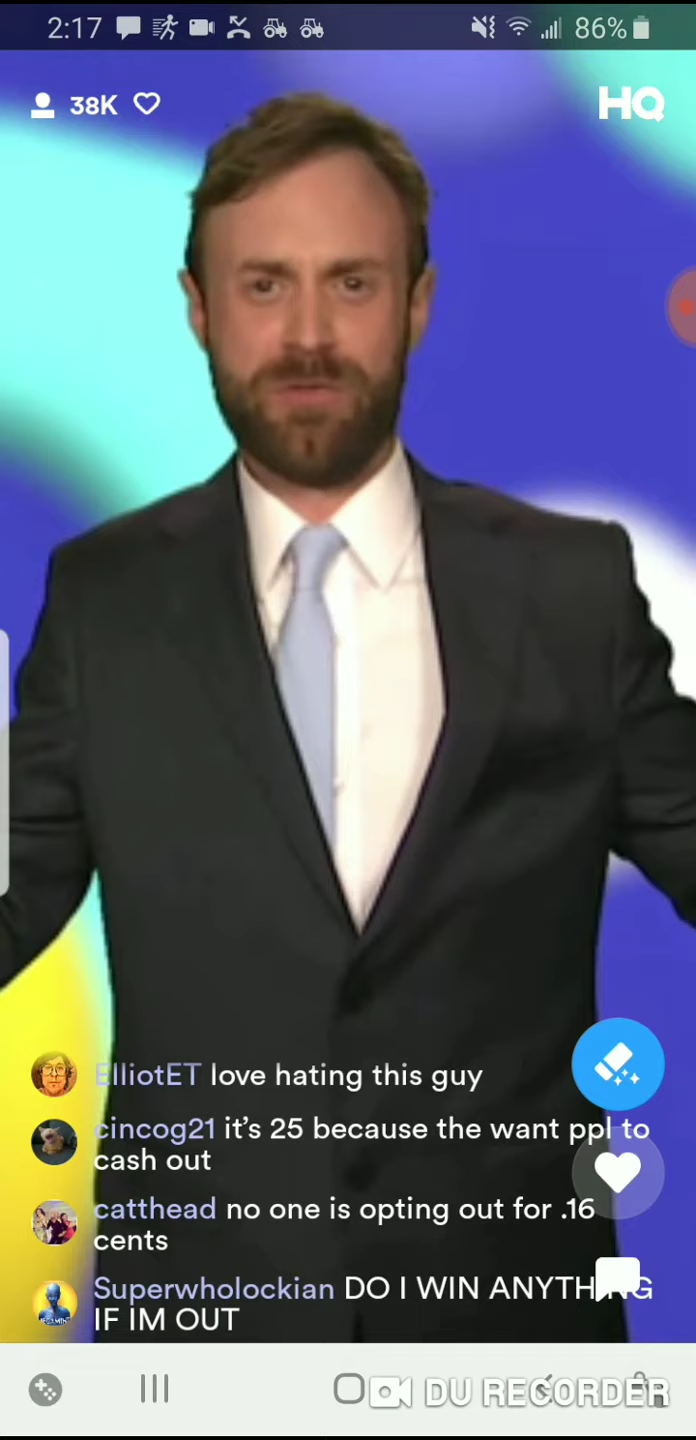 2:17
86%
38K
HQ
ElliotET love hating this guy
cincog21 it's 25 because the want ppl to
cash out
catthead no one is opting out for .16
cents
Superwholockian DO I WIN ANYTHING
IF IM OUT
DU RECORDER